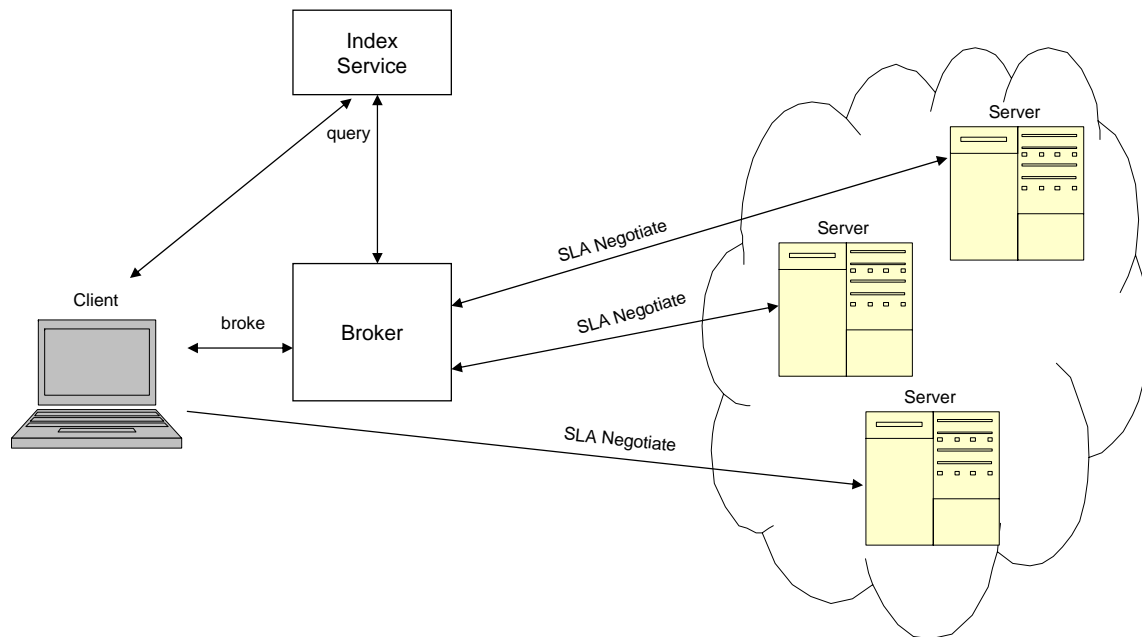 Index
Service
query
Server
SLA Negotiate
Server
Client
broke
Broker
SLA Negotiate
Server
SLA Negotiate